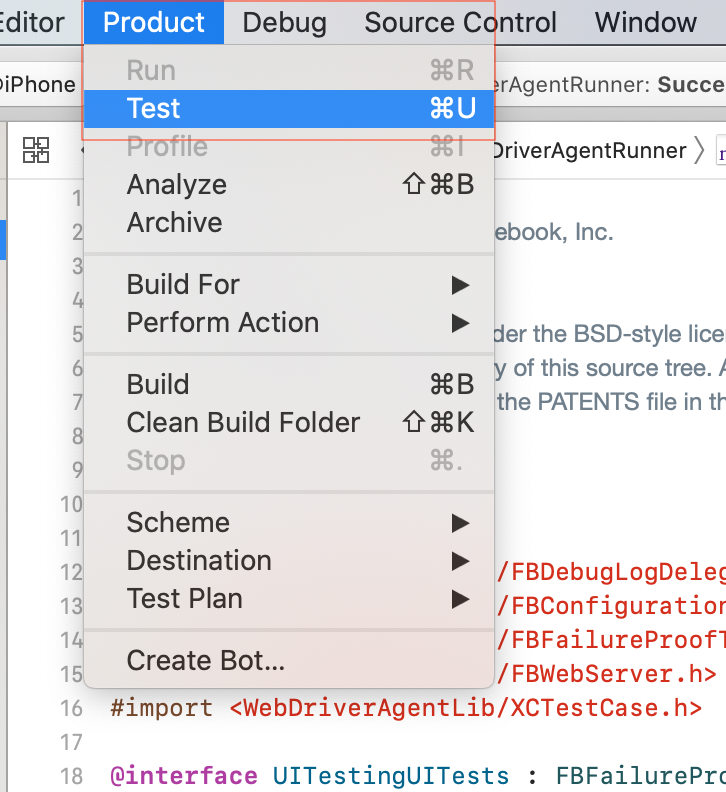 Editor Product Debug Source Control Window
iPhone Run ⌘R erAgentRunner: Succe
Test ⌘U
Profile ⌘I DriverAgentRunner
1 Analyze ⇧⌘B
Archive
2 ebook, Inc.
3
Build For ▶
4
Perform Action ▶
5 der the BSD-style lice
6 y of this source tree. A
Build ⌘B
7 the PATENTS file in th
Clean Build Folder ⇧⌘K
8
Stop ⌘.
9
10
Scheme ▶
11
Destination ▶
12 /FBDebugLogDeleg
Test Plan ▶
13 /FBConfiguration
14 /FBFailureProofT
Create Bot...
15 /FBWebServer.h>
16 #import <WebDriverAgentLib/XCTestCase.h>
17
18 @interface UITestingUITests : FBFailurePro